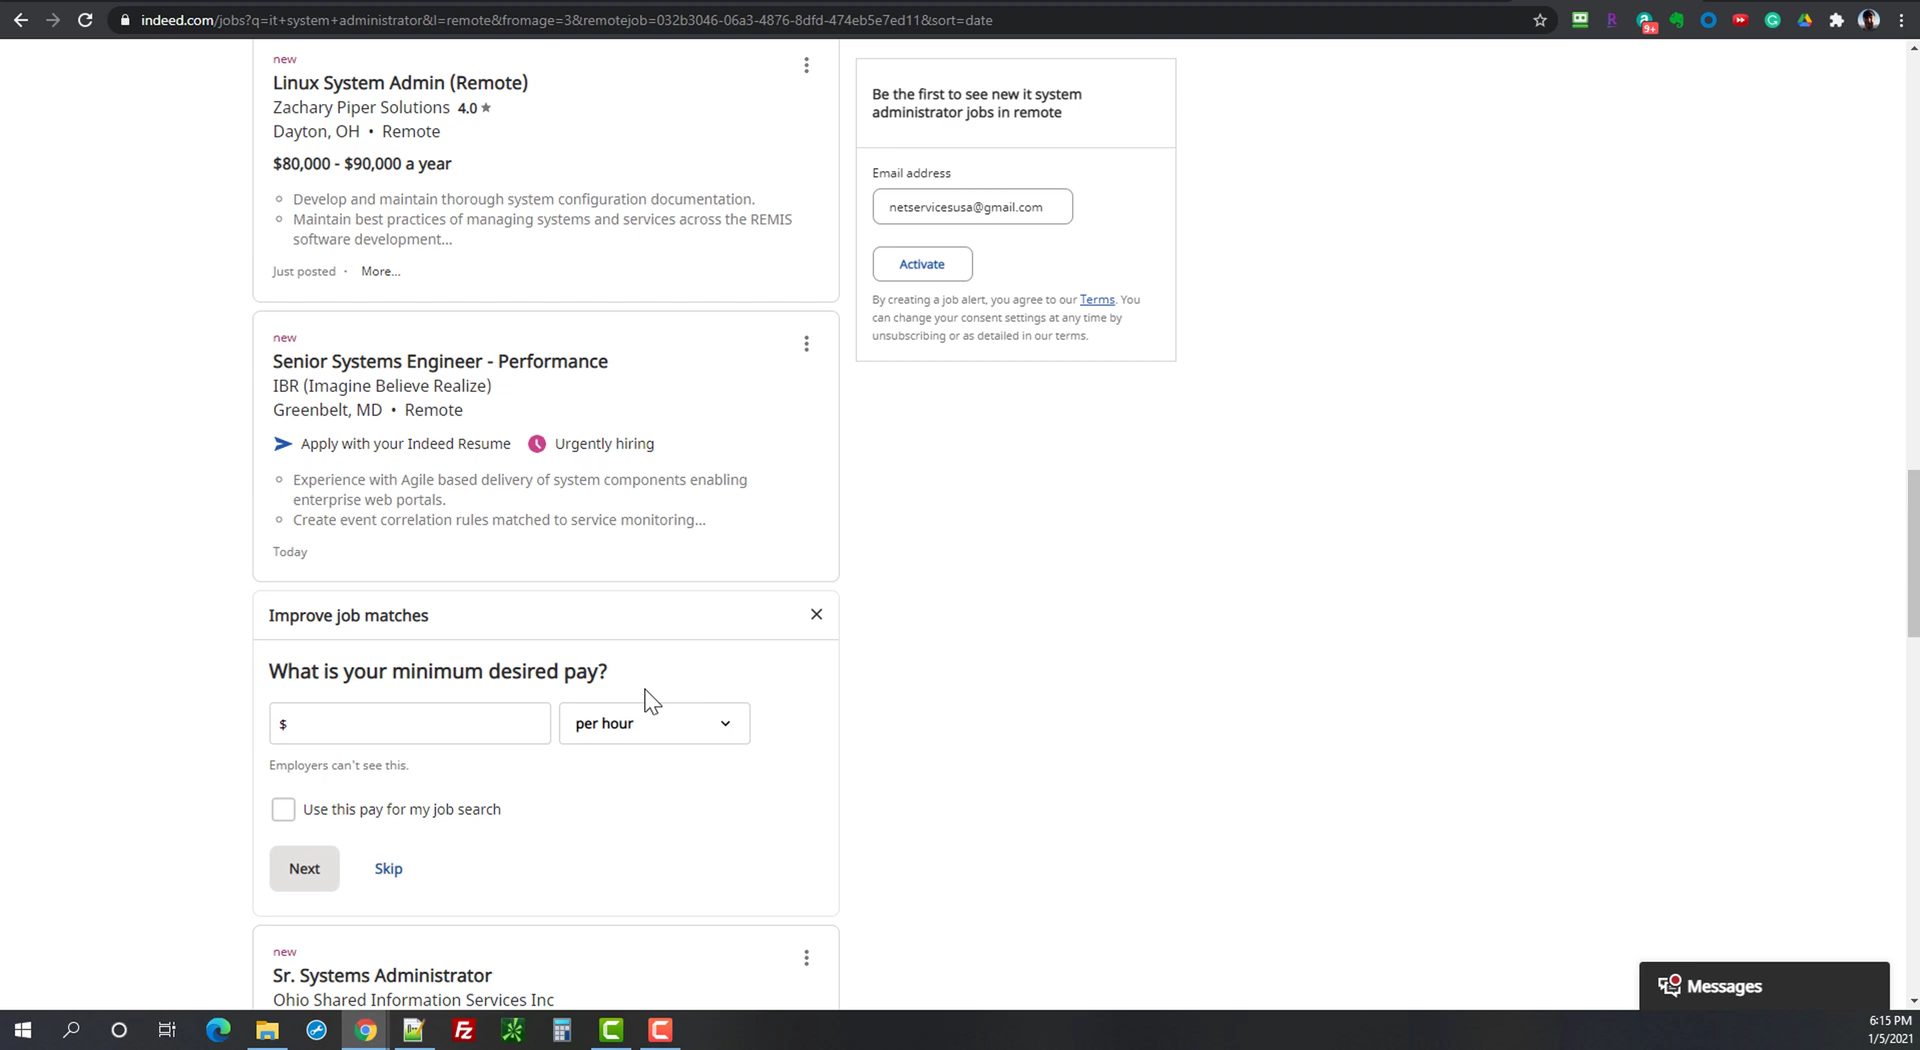 indeed.com/jobs?q=it+system+administrator&l=remote&fromage=3&remotejob=032b3046-06a3-4876-8dfd-474eb5e7ed11&sort=date
9+
new
Linux System Admin (Remote)
Zachary Piper Solutions 4.0 ★
Dayton, OH • Remote
$80,000 - $90,000 a year
Develop and maintain thorough system configuration documentation.
Maintain best practices of managing systems and services across the REMIS
software development...
Just posted · More...
Be the first to see new it system
administrator jobs in remote
Email address
netservicesusa@gmail.com
Activate
By creating a job alert, you agree to our Terms. You
can change your consent settings at any time by
unsubscribing or as detailed in our terms.
new
Senior Systems Engineer - Performance
IBR (Imagine Believe Realize)
Greenbelt, MD • Remote
Apply with your Indeed Resume Urgently hiring
Experience with Agile based delivery of system components enabling
enterprise web portals.
Create event correlation rules matched to service monitoring...
Today
Improve job matches
What is your minimum desired pay?
$ per hour
Employers can't see this.
Use this pay for my job search
Next Skip
new
Sr. Systems Administrator
Ohio Shared Information Services Inc
Messages
6:15 PM
1/5/2021